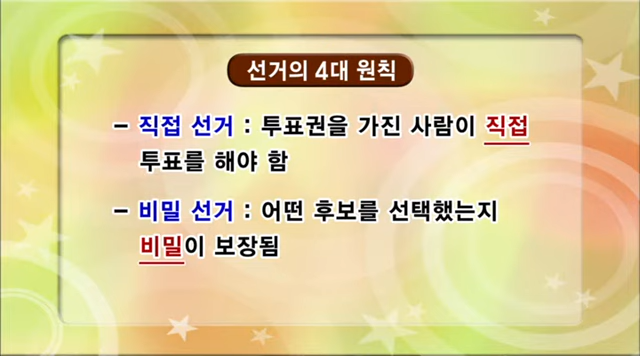 선거의 4대 원칙
- 직접 선거 : 투표권을 가진 사람이 직접
투표를 해야 함
- 비밀 선거 : 어떤 후보를 선택했는지
비밀이 보장됨